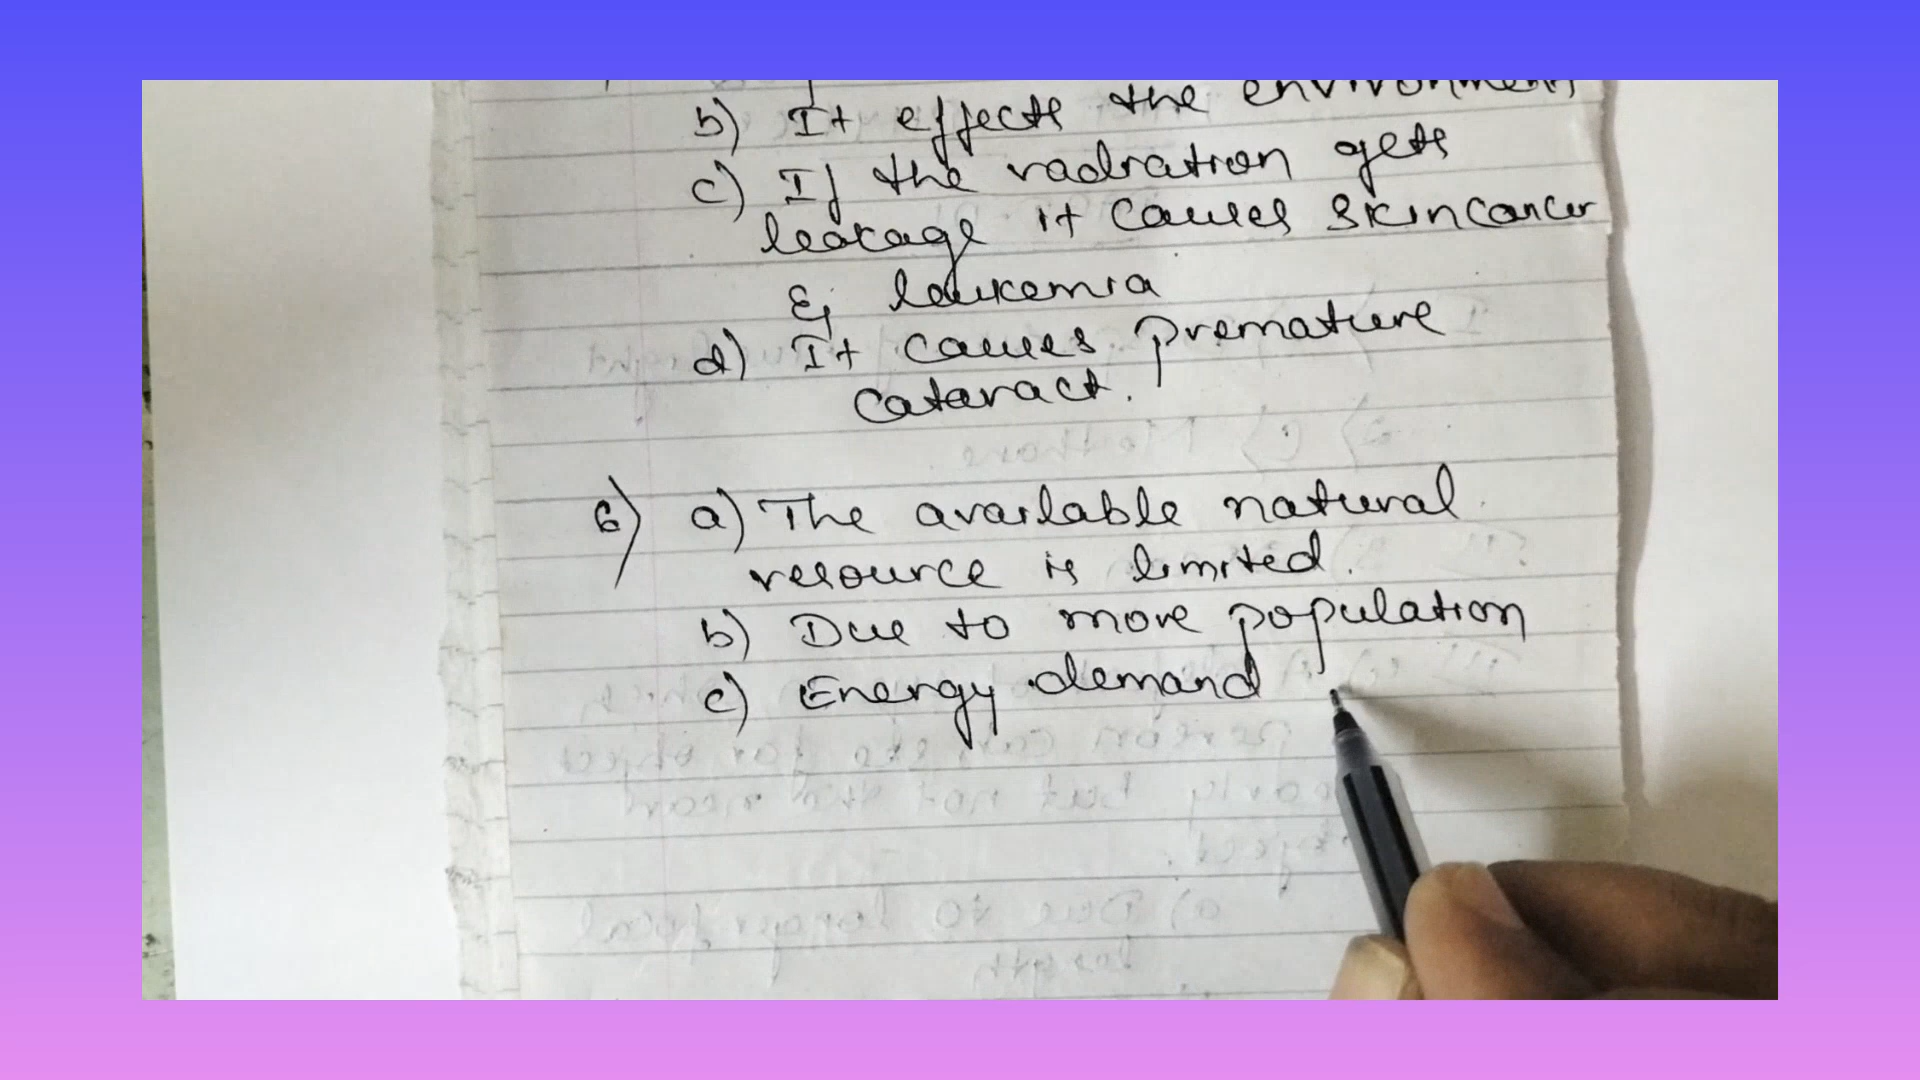 b) It effects the environment
c) If the radiation gets
leakage it causes skin cancer
& leukemia
d) It causes premature
cataract.
6) a) The available natural
resource is limited.
b) Due to more population
c) Energy demand